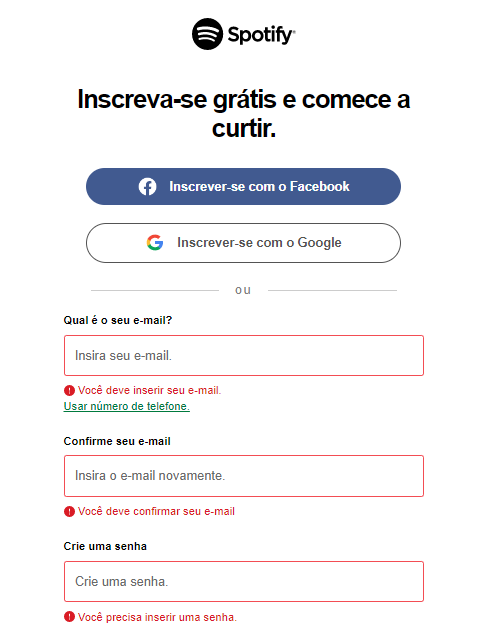 Spotify®
Inscreva-se grátis e comece a
curtir.
Inscrever-se com o Facebook
Inscrever-se com o Google
ou
Qual é o seu e-mail?
Insira seu e-mail.
Você deve inserir seu e-mail.
Usar número de telefone.
Confirme seu e-mail
Insira o e-mail novamente.
Você deve confirmar seu e-mail
Crie uma senha
Crie uma senha.
Você precisa inserir uma senha.